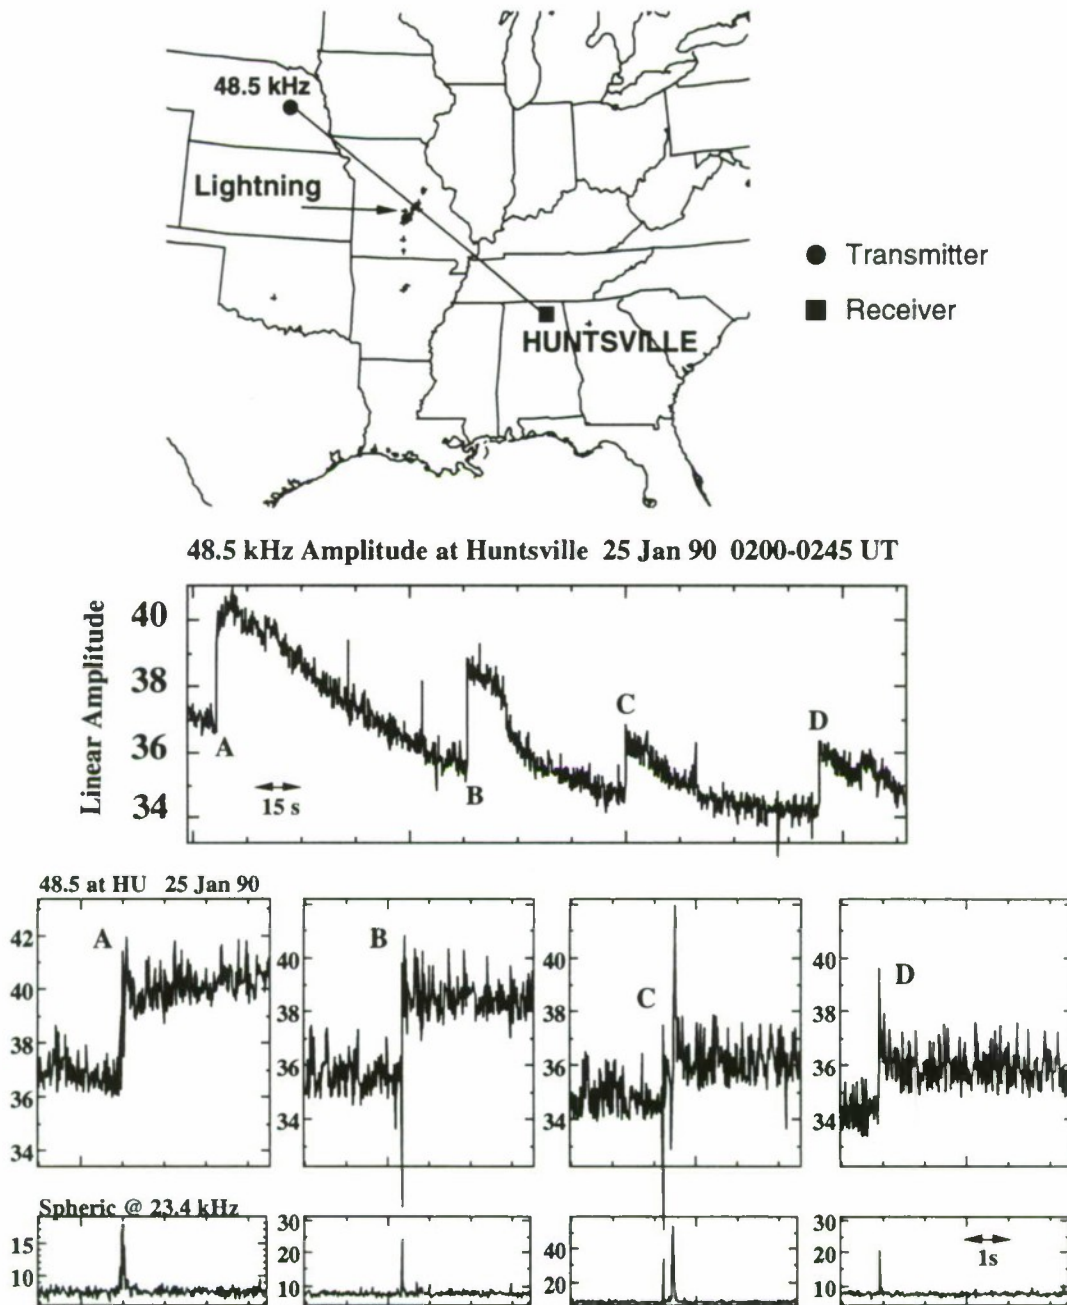 48.5 kHz
Lightning
Transmitter
Receiver
HUNTSVILLE
48.5 kHz Amplitude at Huntsville 25 Jan 90 0200-0245 UT
Linear Amplitude
40
38
36
34
A
B
C
D
15 s
48.5 at HU 25 Jan 90
A
42
40
38
36
34
B
40
38
36
34
C
40
38
36
34
D
40
38
36
34
Spheric @ 23.4 kHz
15
10
30
20
10
40
20
30
20
10
1s